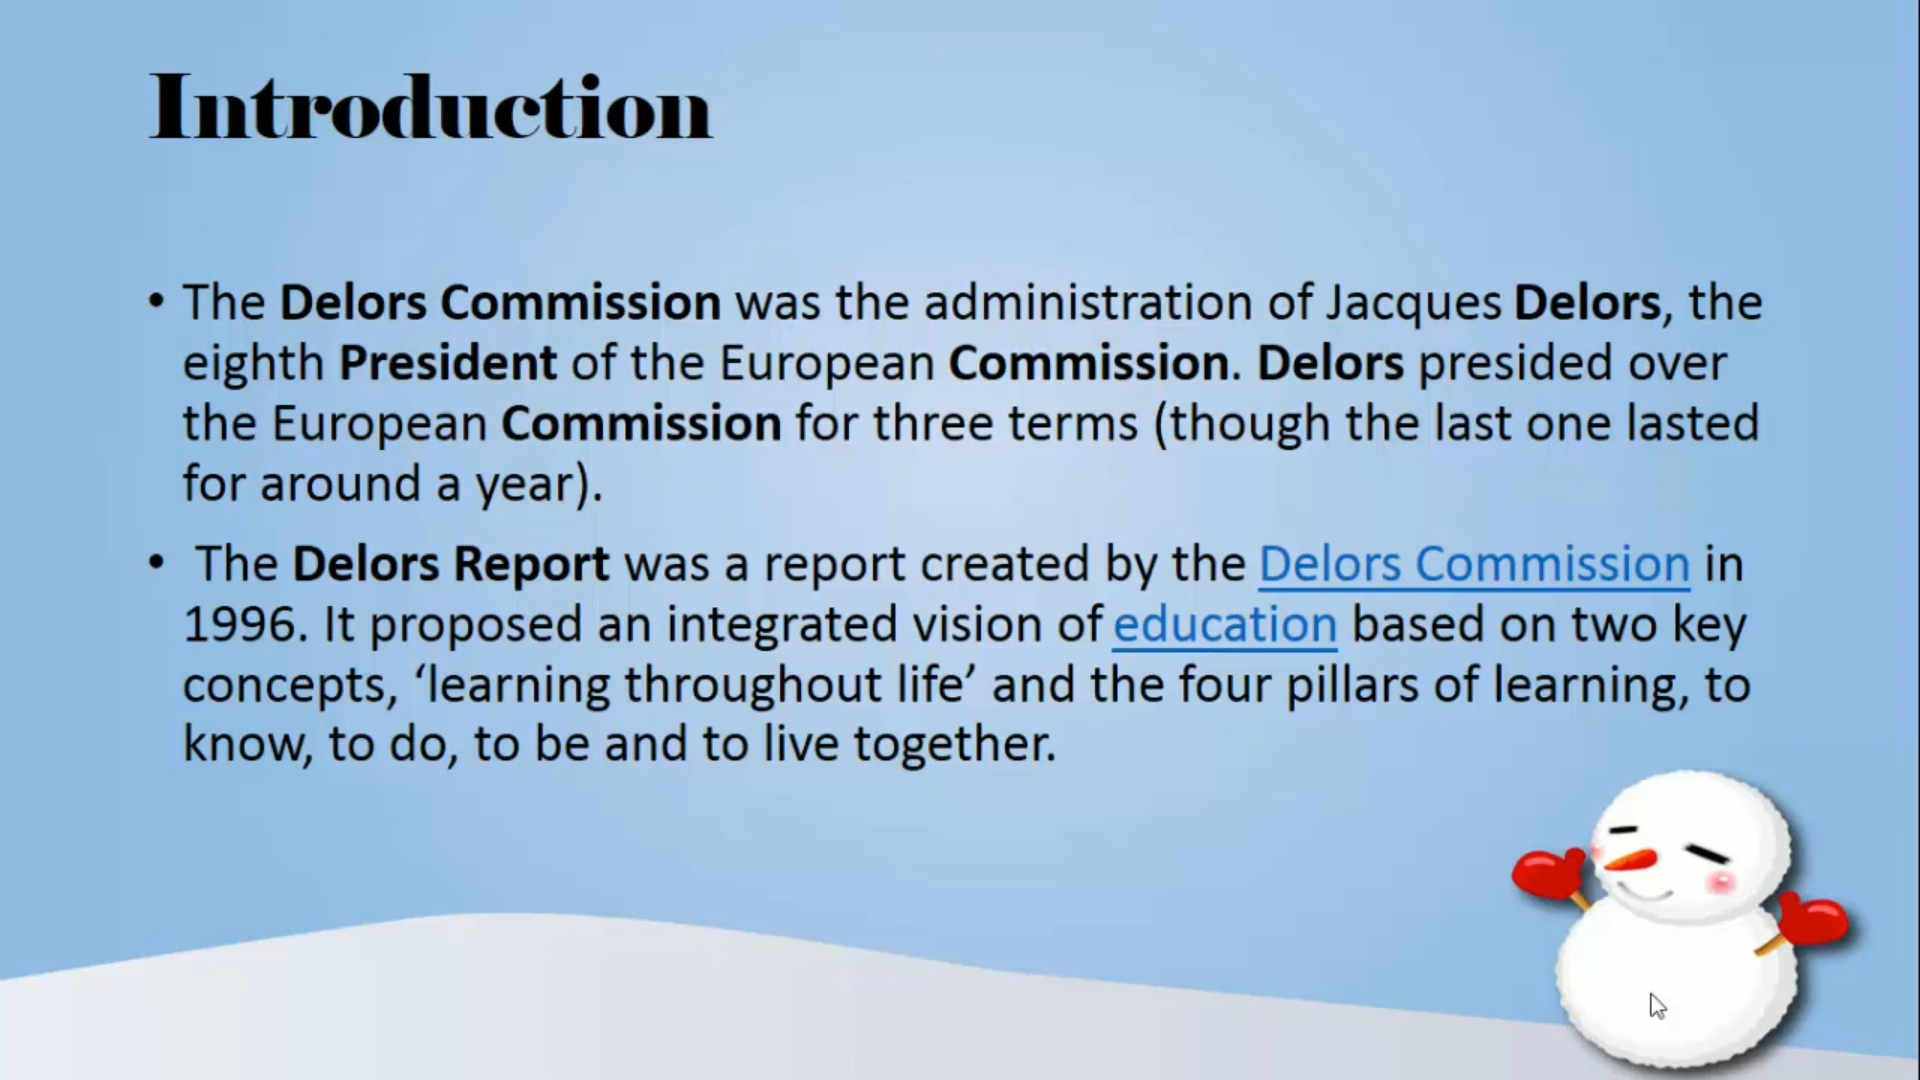 Introduction
• The Delors Commission was the administration of Jacques Delors, the
eighth President of the European Commission. Delors presided over
the European Commission for three terms (though the last one lasted
for around a year).
• The Delors Report was a report created by the Delors Commission in
1996. It proposed an integrated vision of education based on two key
concepts, ‘learning throughout life’ and the four pillars of learning, to
know, to do, to be and to live together.